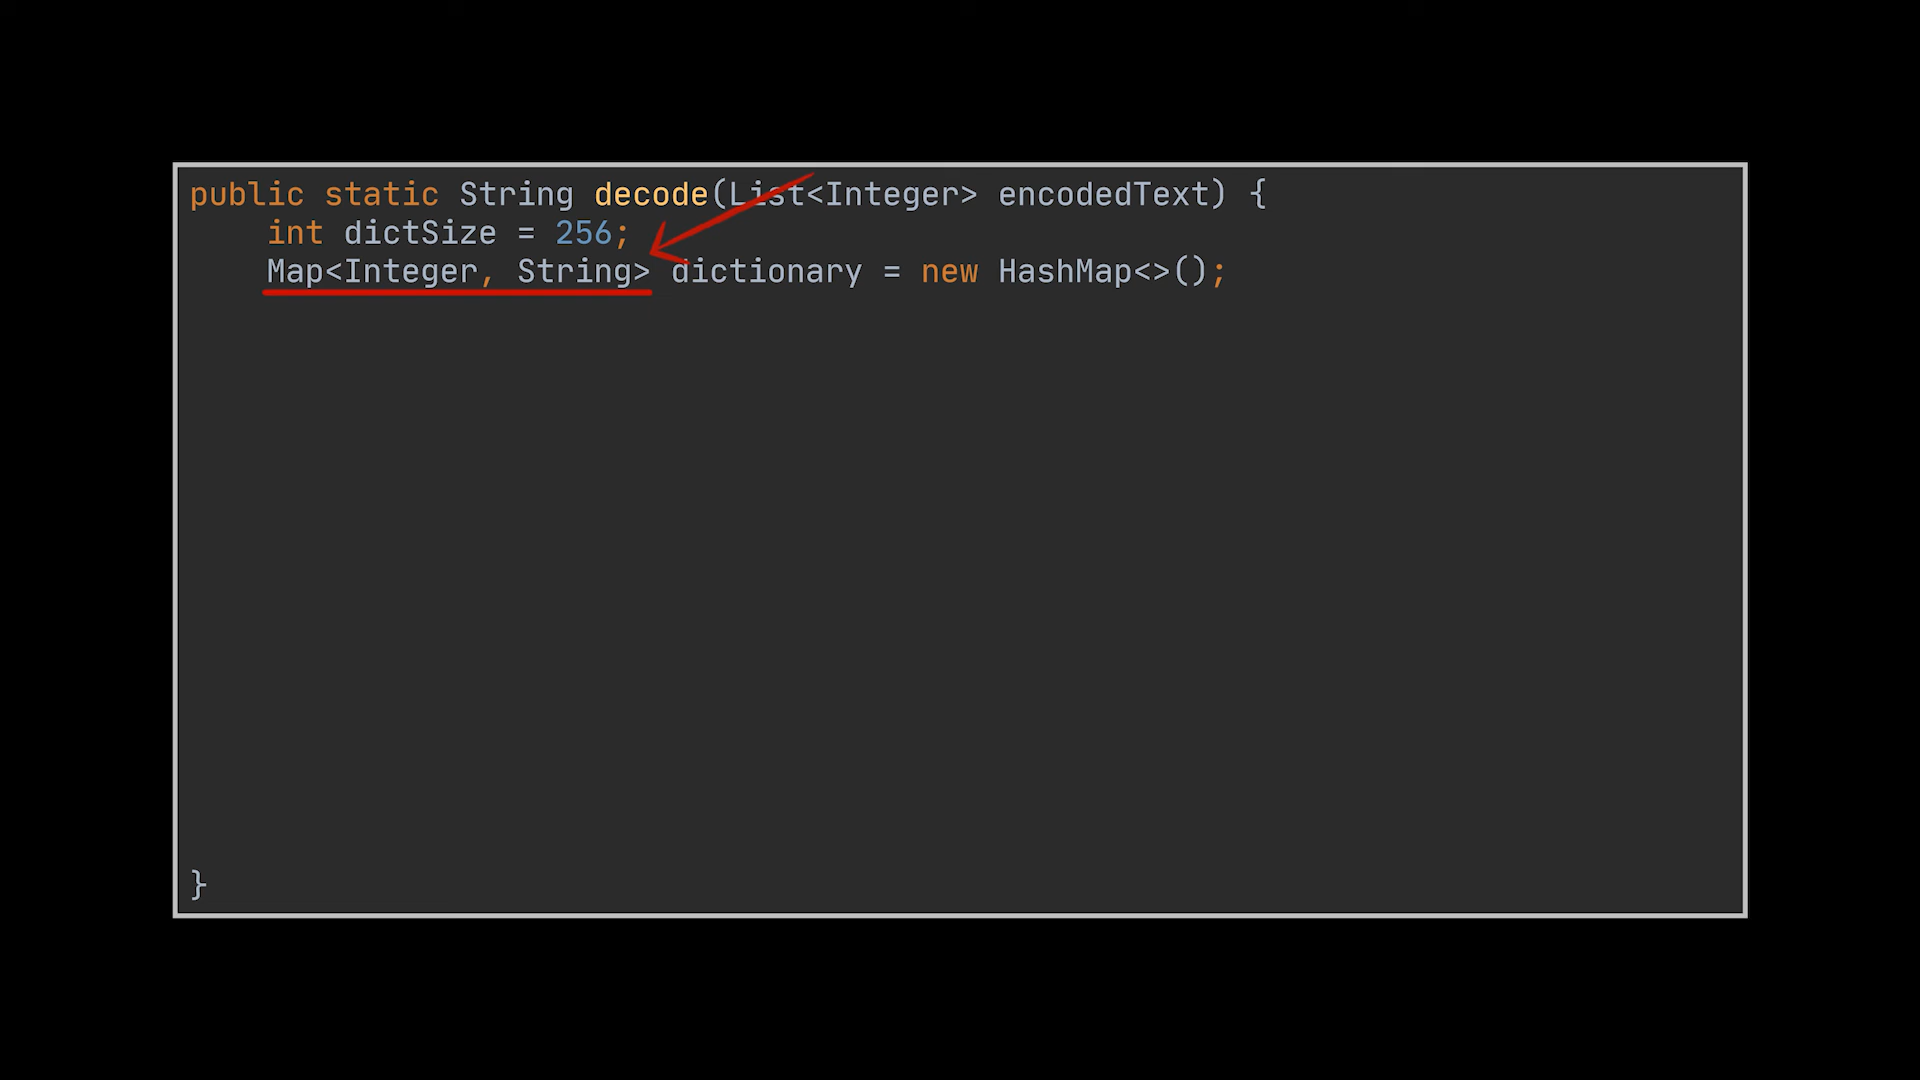 public static String decode(List<Integer> encodedText) {
    int dictSize = 256;
    Map<Integer, String> dictionary = new HashMap<>();
}